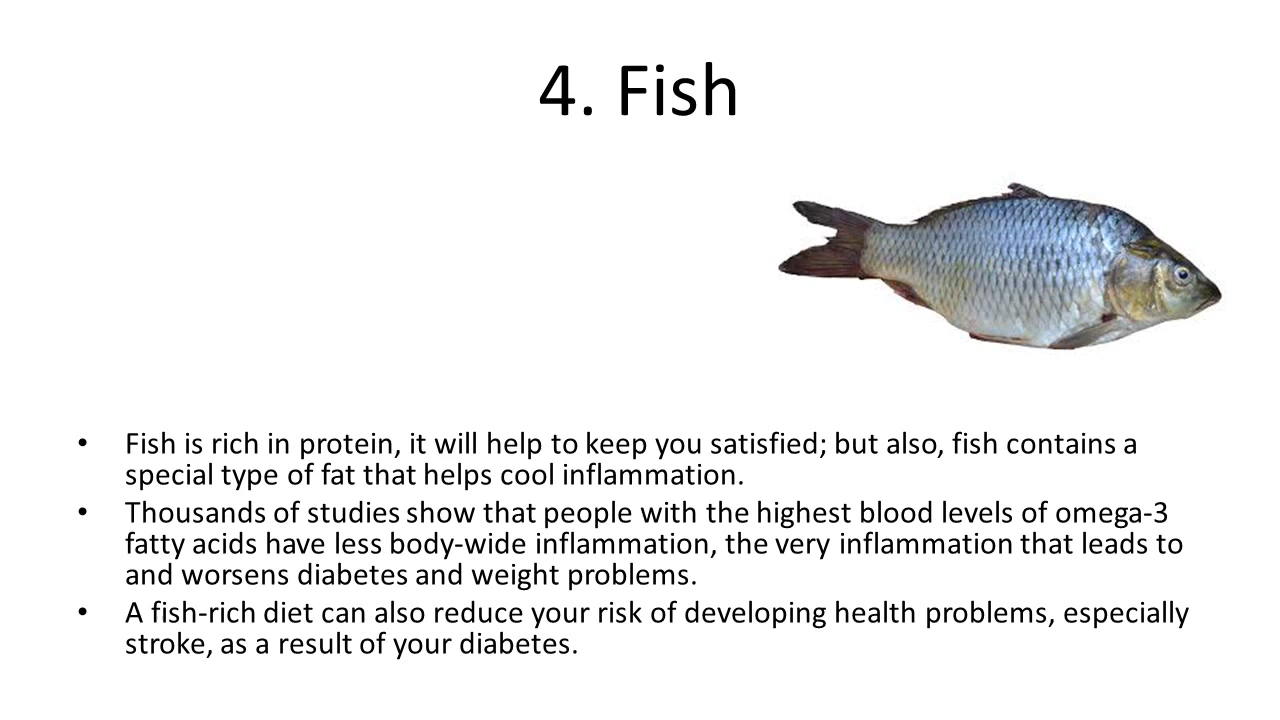 4. Fish
• Fish is rich in protein, it will help to keep you satisfied; but also, fish contains a
special type of fat that helps cool inflammation.
• Thousands of studies show that people with the highest blood levels of omega-3
fatty acids have less body-wide inflammation, the very inflammation that leads to
and worsens diabetes and weight problems.
• A fish-rich diet can also reduce your risk of developing health problems, especially
stroke, as a result of your diabetes.